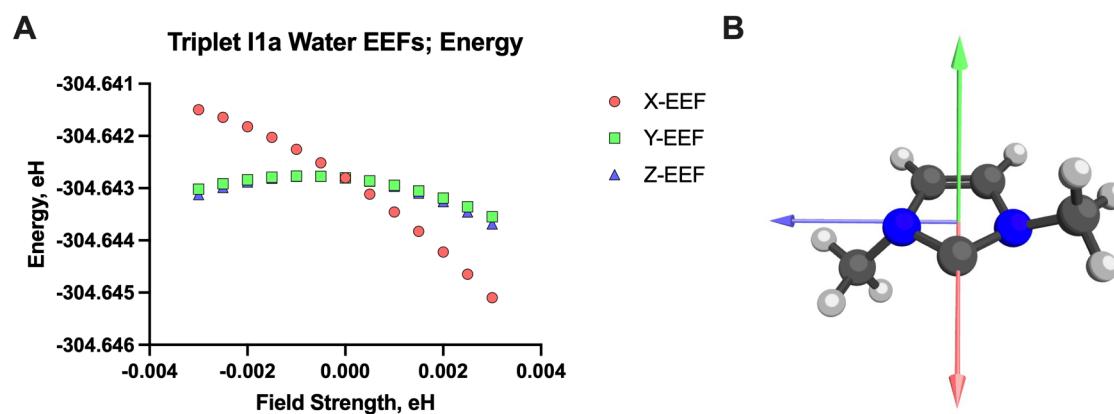 A
Triplet I1a Water EEFs; Energy
-304.641
-304.642
-304.643
-304.644
-304.645
-304.646
Energy, eH
-0.004
-0.002
0.000
0.002
0.004
Field Strength, eH
X-EEF
Y-EEF
Z-EEF
B